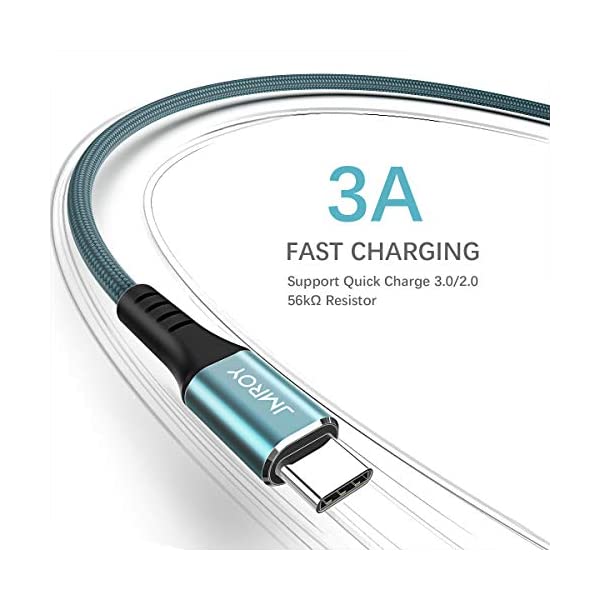 3A
FAST CHARGING
Support Quick Charge 3.0/2.0
56kΩ Resistor
JMROY